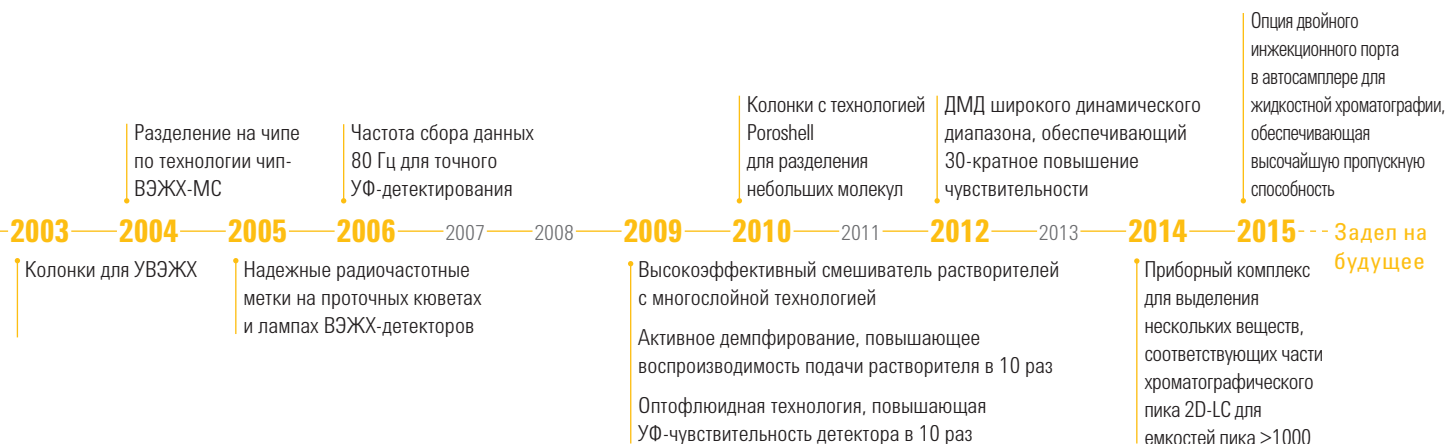 Опция двойного
инжекционного порта
в автосамплере для
жидкостной хроматографии,
обеспечивающая
высочайшую пропускную
способность
Колонки с технологией
Poroshell
для разделения
небольших молекул
ДМД широкого динамического
диапазона, обеспечивающий
30-кратное повышение
чувствительности
Разделение на чипе
по технологии чип-
ВЭЖХ-МС
Частота сбора данных
80 Гц для точного
УФ-детектирования
2003 2004 2005 2006 2007 2008 2009 2010 2011 2012 2013 2014 2015 Задел на
будущее
Колонки для УВЭЖХ
Надежные радиочастотные
метки на проточных кюветах
и лампах ВЭЖХ-детекторов
Высокоэффективный смешиватель растворителей
с многослойной технологией
Активное демпфирование, повышающее
воспроизводимость подачи растворителя в 10 раз
Оптофлюидная технология, повышающая
УФ-чувствительность детектора в 10 раз
Приборный комплекс
для выделения
нескольких веществ,
соответствующих части
хроматографического
пика 2D-LC для
емкостей пика >1000